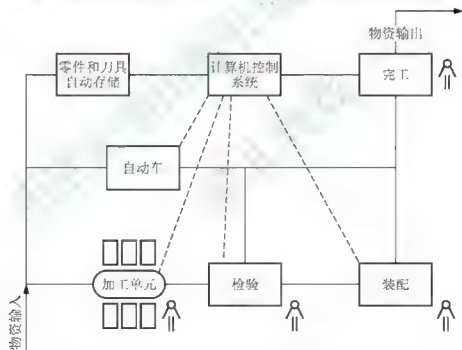 物资输出
零件和刀具
自动存储
计算机控制
系统
完工
自动车
加工单元
检验
装配
物资输入